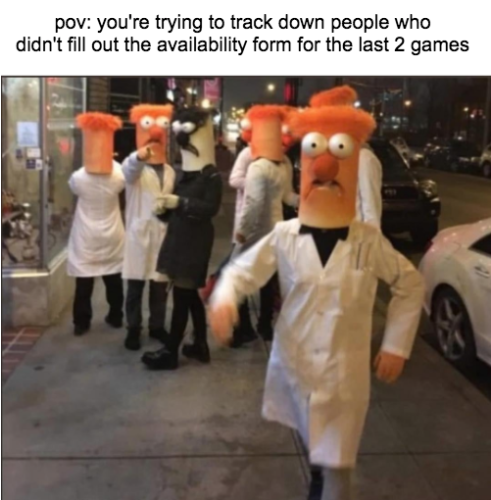 pov: you're trying to track down people who
didn't fill out the availability form for the last 2 games